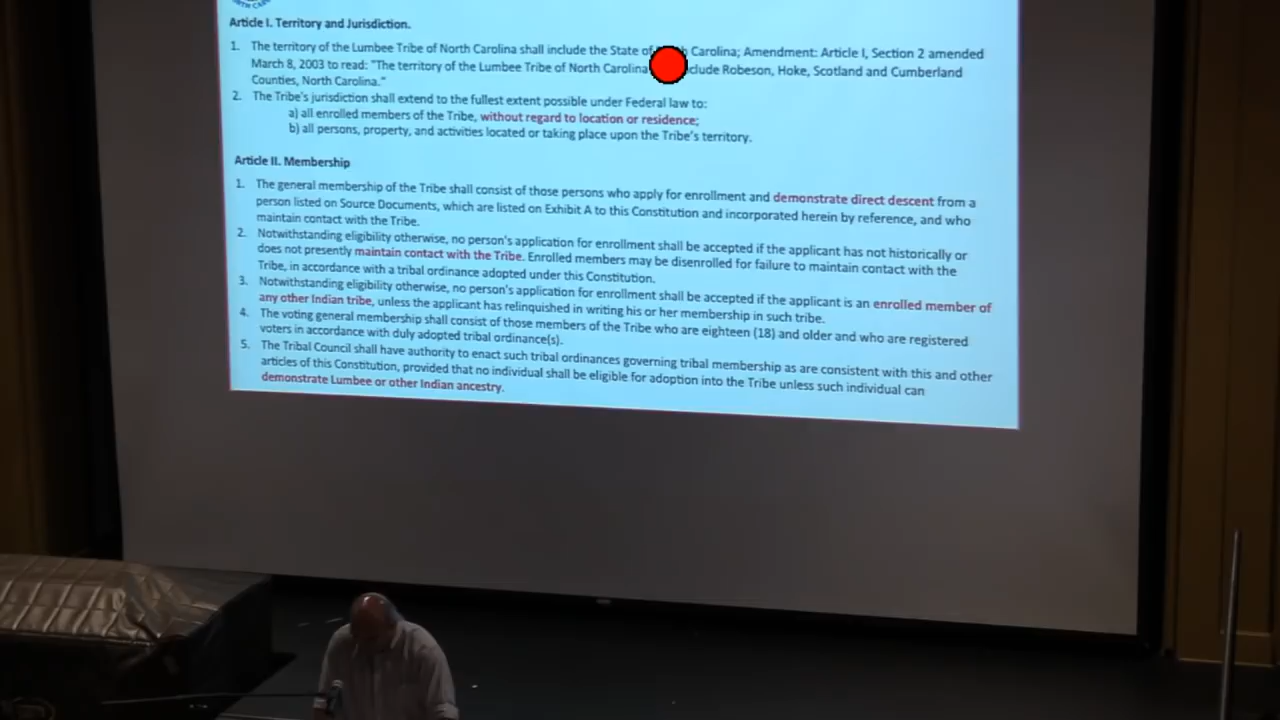 TH CAR
Article I. Territory and Jurisdiction.
1. The territory of the Lumbee Tribe of North Carolina shall include the State of Carolina; Amendment: Article I, Section 2 amended
March 8, 2003 to read: "The territory of the Lumbee Tribe of North Carolina Robeson, Hoke, Scotland and Cumberland
Counties, North Carolina."
2. The Tribe's jurisdiction shall extend to the fullest extent possible under Federal law to:
a) all enrolled members of the Tribe, without regard to location or residence;
b) all persons, property, and activities located or taking place upon the Tribe's territory.
Article II. Membership
1. The general membership of the Tribe shall consist of those persons who apply for enrollment and demonstrate direct descent from a
person listed on Source Documents, which are listed on Exhibit A to this Constitution and incorporated herein by reference, and who
maintain contact with the Tribe.
2. Notwithstanding eligibility otherwise, no person's application for enrollment shall be accepted if the applicant has not historically or
does not presently maintain contact with the Tribe. Enrolled members may be disenrolled for failure to maintain contact with the
Tribe, in accordance with a tribal ordinance adopted under this Constitution.
3. Notwithstanding eligibility otherwise, no person's application for enrollment shall be accepted if the applicant is an enrolled member of
any other Indian tribe, unless the applicant has relinquished in writing his or her membership in such tribe.
4. The voting general membership shall consist of those members of the Tribe who are eighteen (18) and older and who are registered
voters in accordance with duly adopted tribal ordinance(s).
5. The Tribal Council shall have authority to enact such tribal ordinances governing tribal membership as are consistent with this and other
articles of this Constitution, provided that no individual shall be eligible for adoption into the Tribe unless such individual can
demonstrate Lumbee or other Indian ancestry.